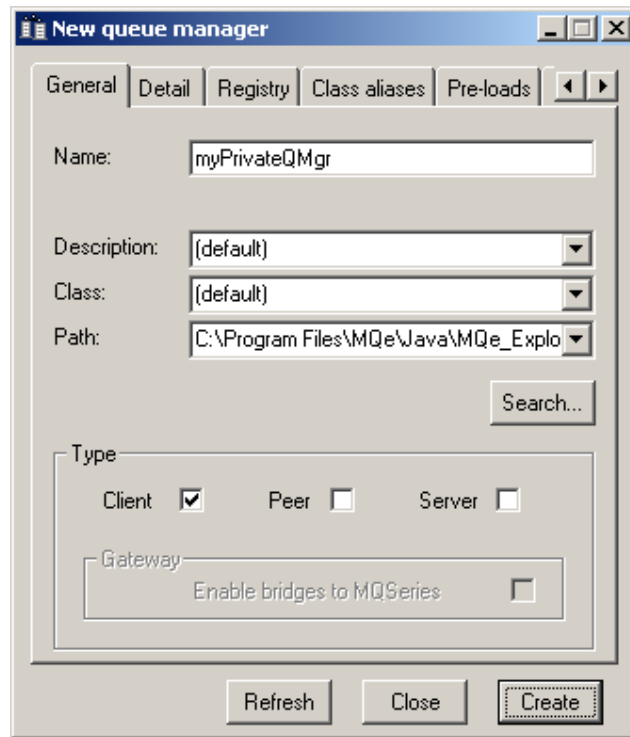 New queue manager
General Detail Registry Class aliases Pre-loads
Name: myPrivateQMgr
Description: (default)
Class: (default)
Path: C:\Program Files\MQe\Java\MQe_Explo
Search...
Type
Client Peer Server
Gateway
Enable bridges to MQSeries
Refresh Close Create